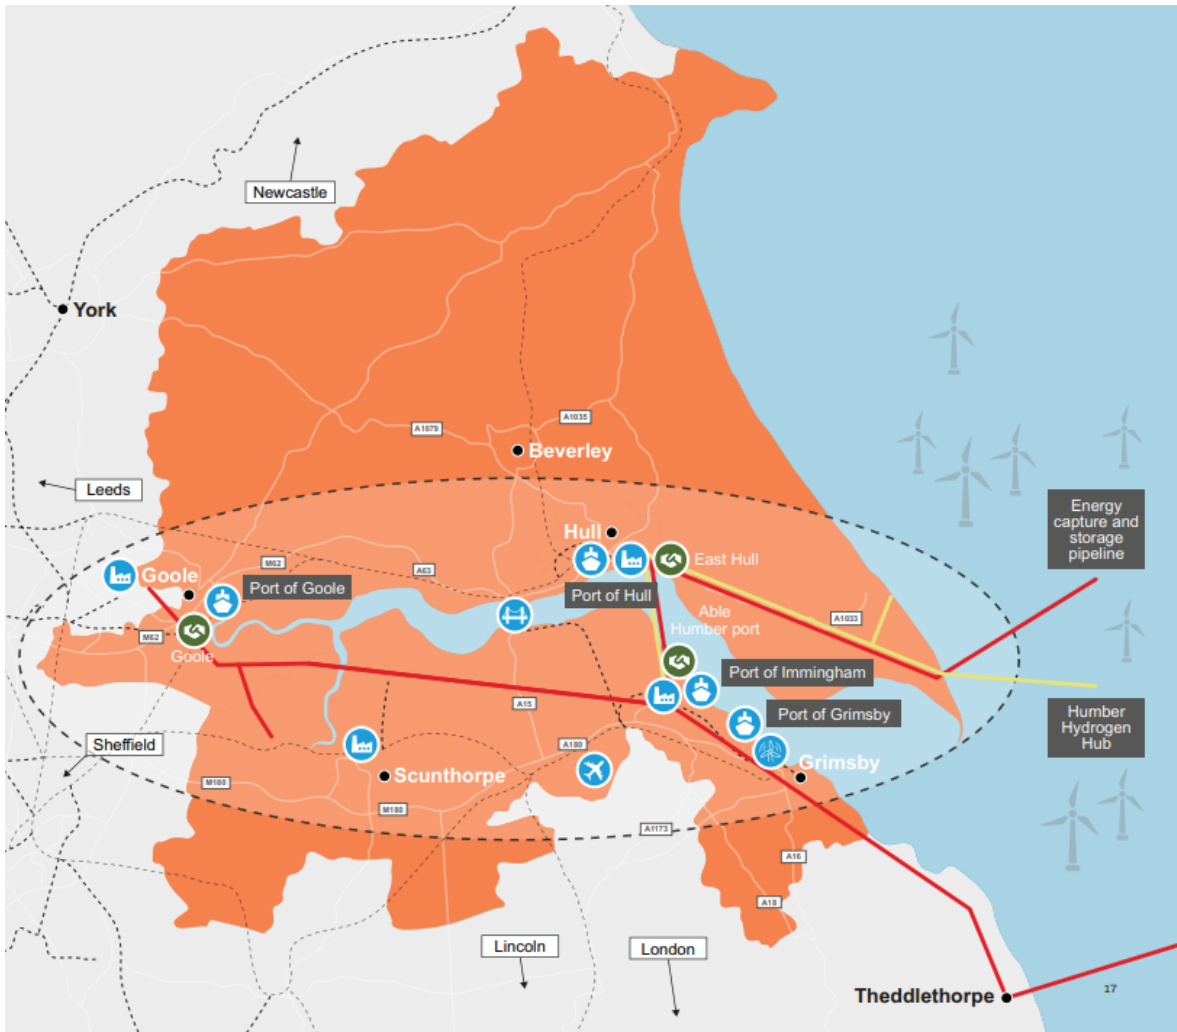 Newcastle
York
A1035
A1079
Beverley
Leeds
Energy
capture and
storage
pipeline
Hull
East Hull
M62
A63
Goole
Port of Goole
Port of Hull
Able
Humber port
A1033
M62
Goole
Port of Immingham
A15
Port of Grimsby
Humber
Hydrogen
Hub
Sheffield
A180
Grimsby
Scunthorpe
M180
M180
A1173
A16
A18
Lincoln
London
Theddlethorpe
17